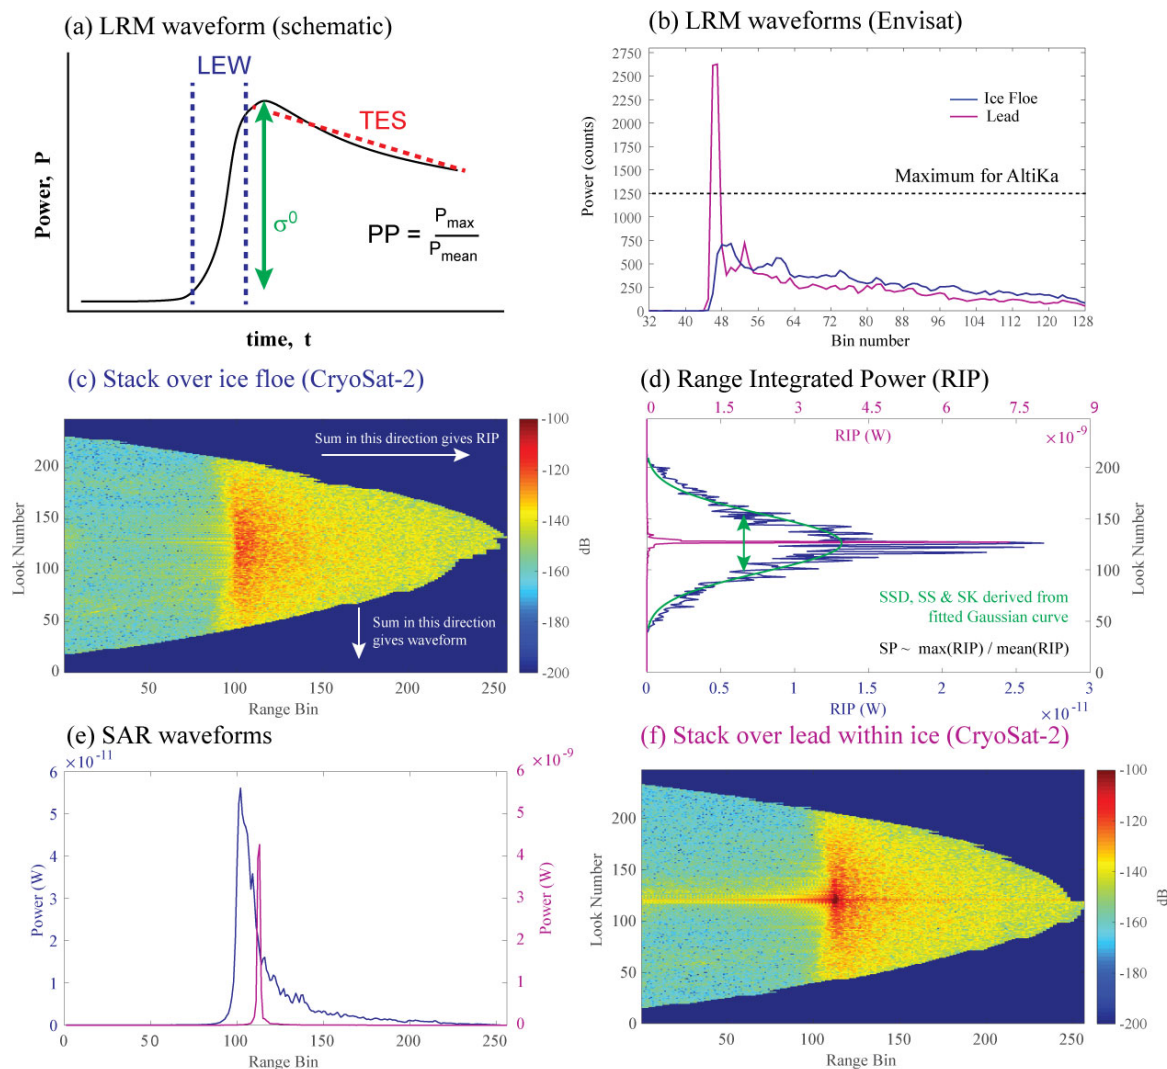 (a) LRM waveform (schematic)
LEW
TES
σ⁰
PP = P_max / P_mean
Power, P
time, t
(b) LRM waveforms (Envisat)
2750
2500
2250
2000
1750
1500
1250
1000
750
500
250
0
Power (counts)
Ice Floe
Lead
Maximum for AltiKa
32 40 48 56 64 72 80 88 96 104 112 120 128
Bin number
(c) Stack over ice floe (CryoSat-2)
Sum in this direction gives RIP
Sum in this direction
gives waveform
200
150
100
50
0
Look Number
50 100 150 200 250
Range Bin
-100
-120
-140
-160
-180
-200
dB
(d) Range Integrated Power (RIP)
0 1.5 3 4.5 6 7.5 9
RIP (W)
×10⁻⁹
200
150
100
50
0
Look Number
SSD, SS & SK derived from
fitted Gaussian curve
SP ~ max(RIP) / mean(RIP)
0 0.5 1 1.5 2 2.5 3
RIP (W)
×10⁻¹¹
(e) SAR waveforms
×10⁻¹¹
6
5
4
3
2
1
0
Power (W)
×10⁻⁹
6
5
4
3
2
1
0
Power (W)
0 50 100 150 200 250
Range Bin
(f) Stack over lead within ice (CryoSat-2)
200
150
100
50
0
Look Number
50 100 150 200 250
Range Bin
-100
-120
-140
-160
-180
-200
dB